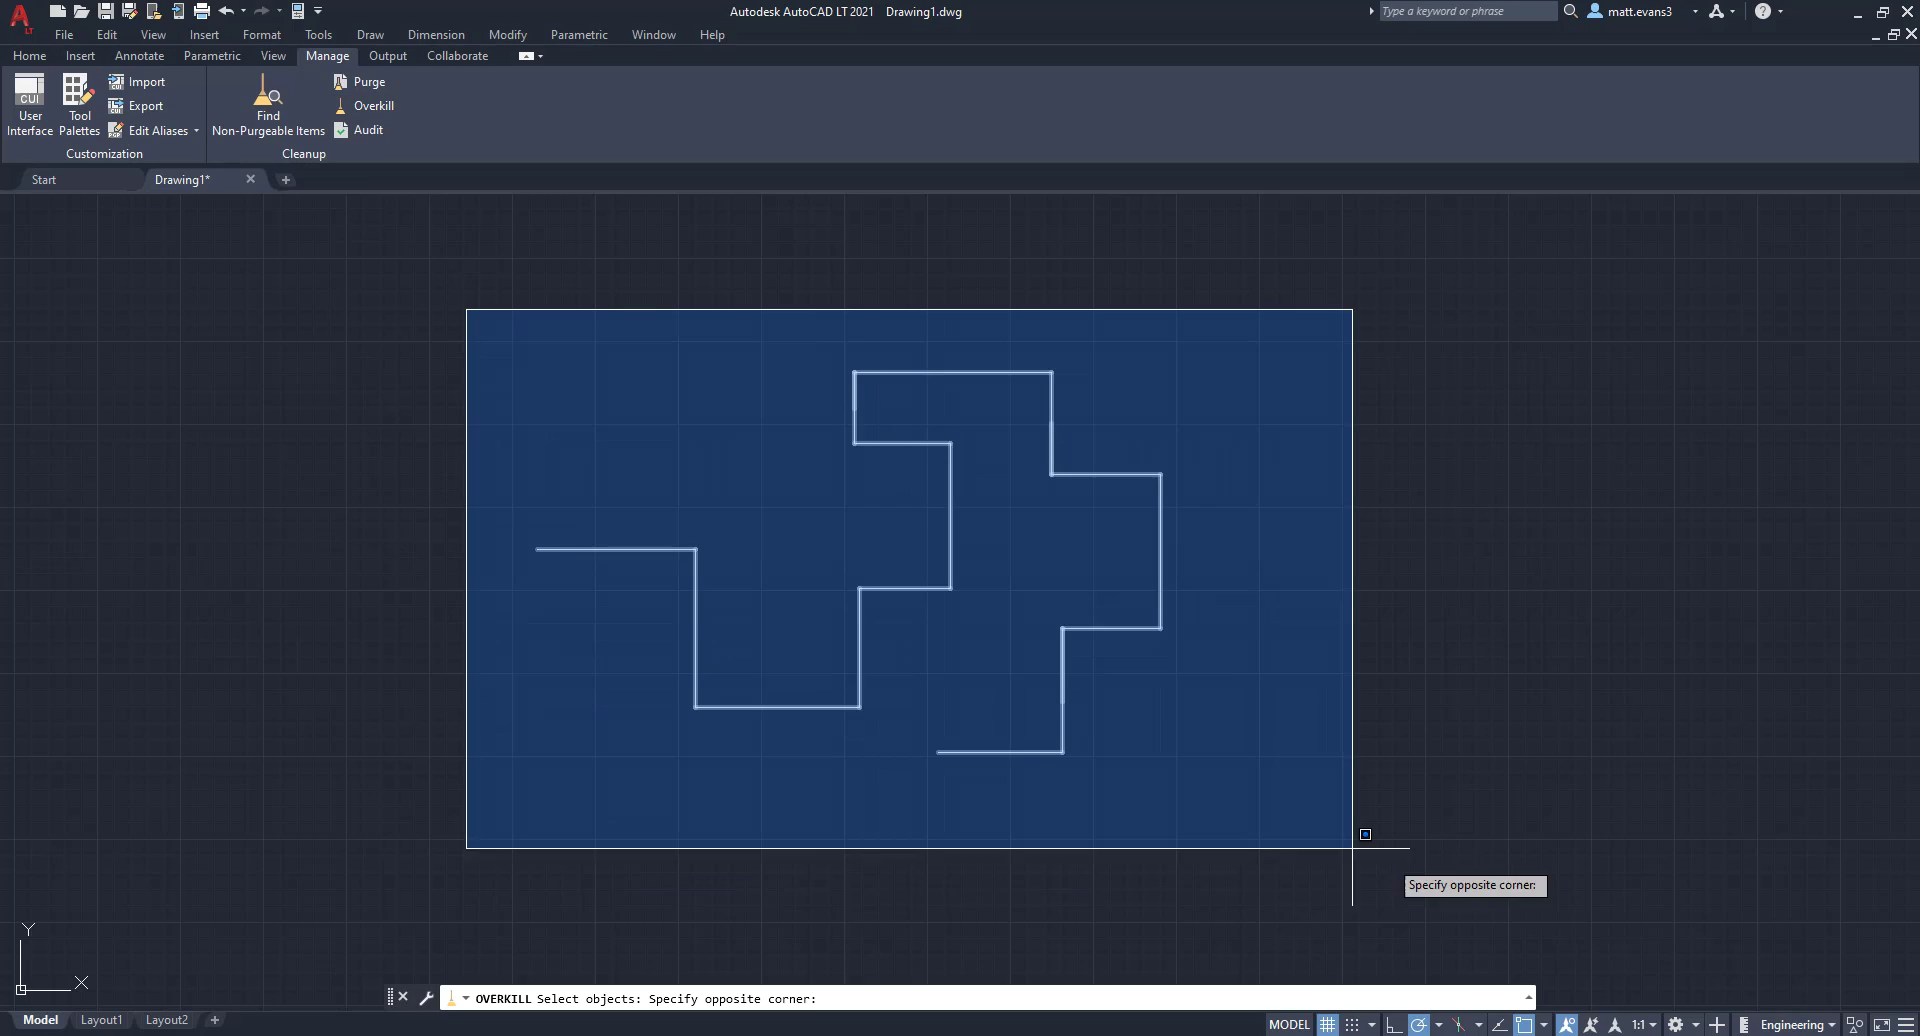 Autodesk AutoCAD LT 2021 Drawing1.dwg
Type a keyword or phrase
matt.evans3
LT
File Edit View Insert Format Tools Draw Dimension Modify Parametric Window Help
Home Insert Annotate Parametric View Manage Output Collaborate
CUI
User Interface
Tool Palettes
Import
Export
Edit Aliases
Customization
Find
Non-Purgeable Items
Purge
Overkill
Audit
Cleanup
Start Drawing1*
Specify opposite corner:
Y
X
OVERKILL Select objects: Specify opposite corner:
Model Layout1 Layout2
MODEL 1:1 Engineering